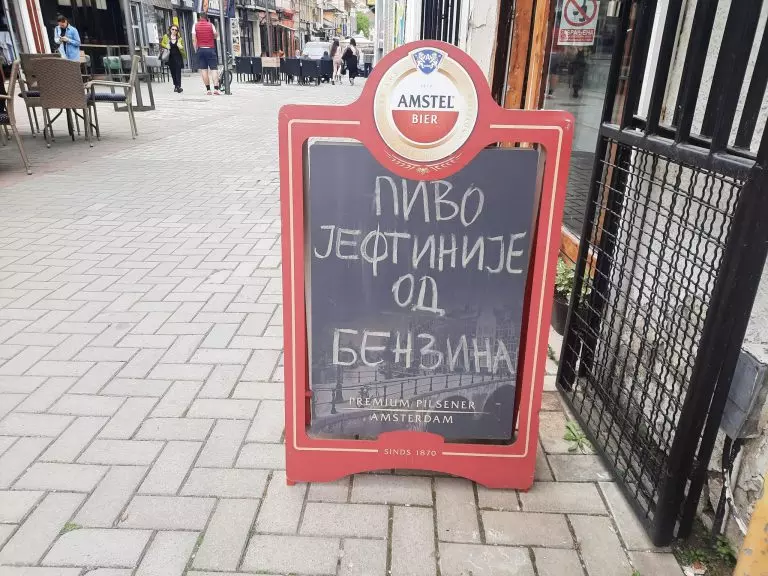 AMSTEL
BIER
ПИВО
ЈЕФТИНИЈЕ
ОД
БЕНЗИНА
PREMIUM PILSENER
AMSTERDAM
SINDS 1870